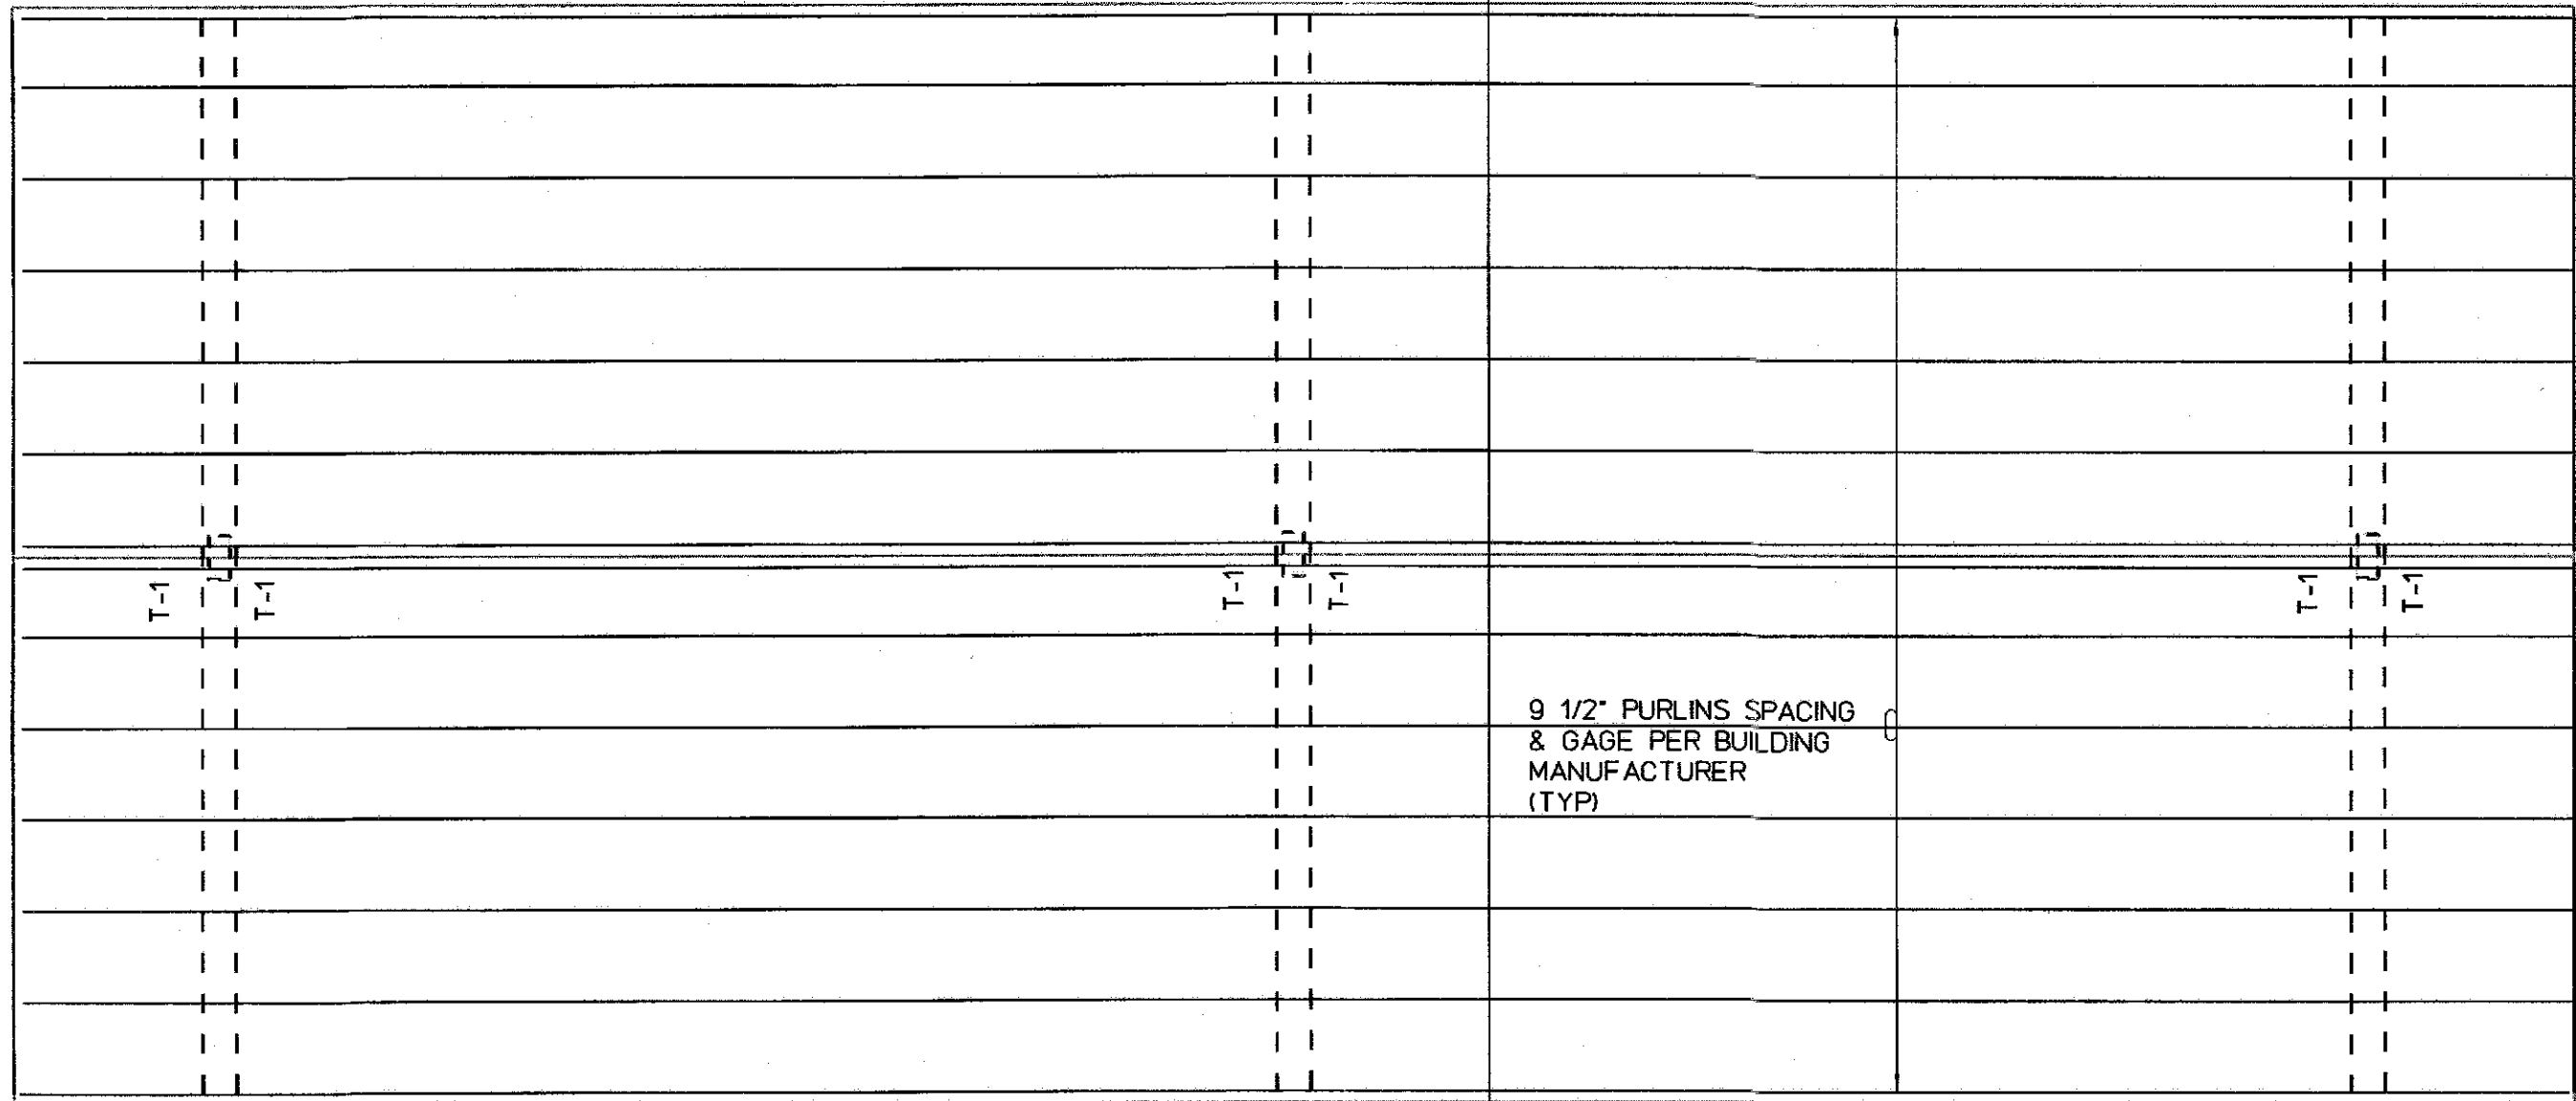 T-1
T-1
T-1
T-1
T-1
T-1
9 1/2" PURLINS SPACING
& GAGE PER BUILDING
MANUFACTURER
(TYP)